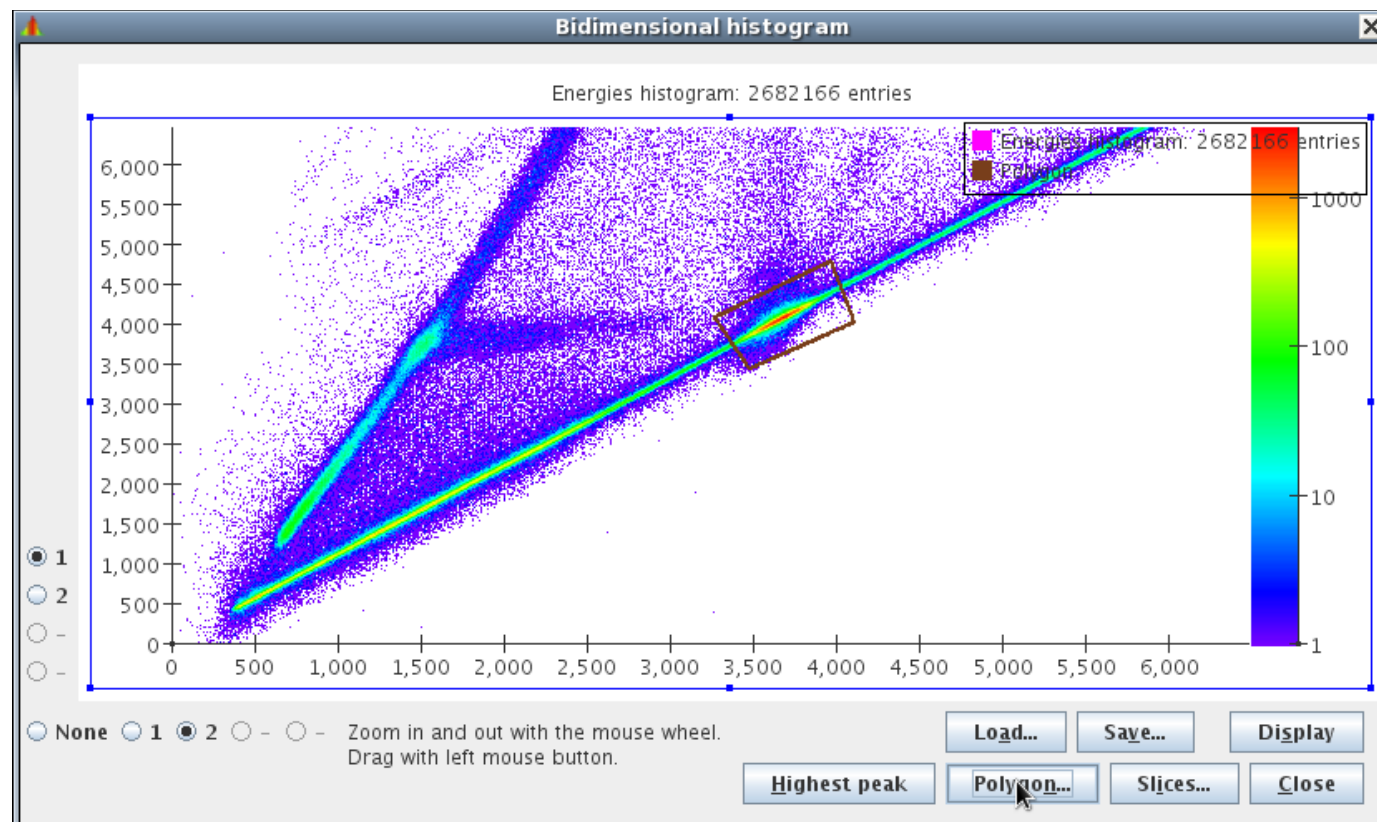 Bidimensional histogram
Energies histogram: 2682166 entries
Energies histogram: 2682166 entries
Polygon
6,000
5,500
5,000
4,500
4,000
3,500
3,000
2,500
2,000
1,500
1,000
500
0
0 500 1,000 1,500 2,000 2,500 3,000 3,500 4,000 4,500 5,000 5,500 6,000
1000
100
10
1
1
2
-
-
None 1 2 - -
Zoom in and out with the mouse wheel.
Drag with left mouse button.
Load...
Save...
Display
Highest peak
Polygon...
Slices...
Close